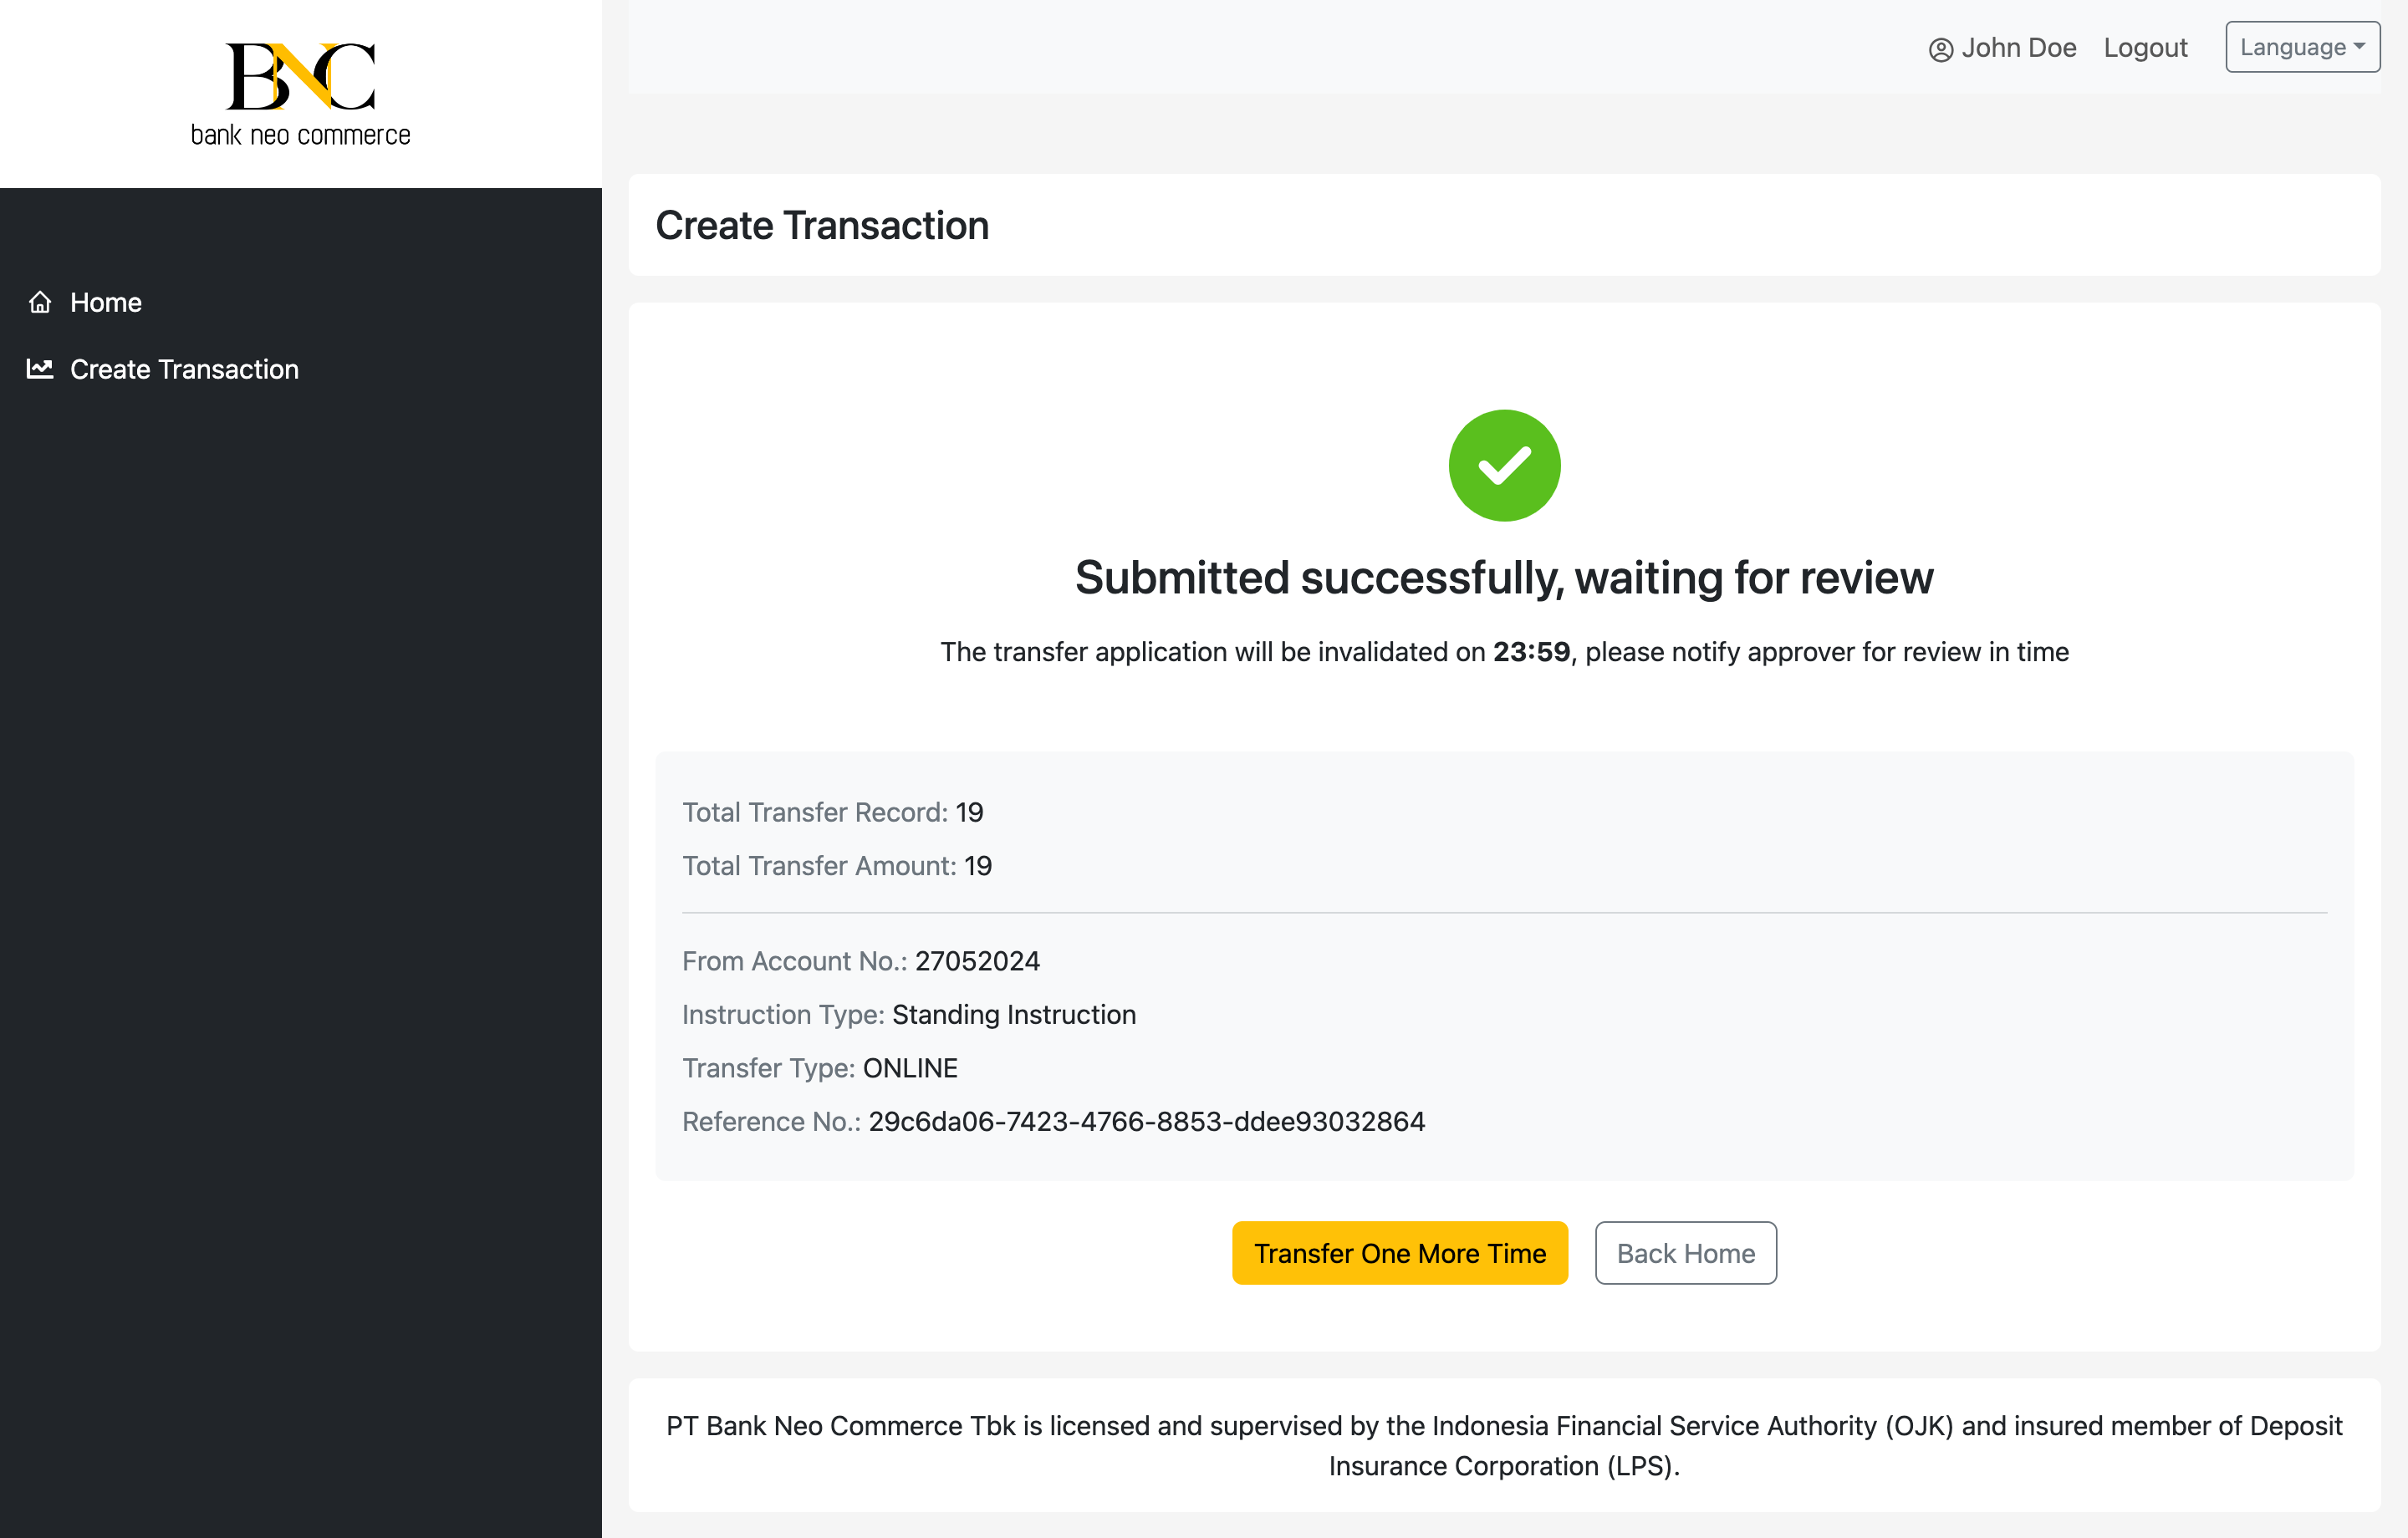 BNC
bank neo commerce
John Doe
Logout
Language
Home
Create Transaction
Create Transaction
Submitted successfully, waiting for review
The transfer application will be invalidated on 23:59, please notify approver for review in time
Total Transfer Record: 19
Total Transfer Amount: 19
From Account No.: 27052024
Instruction Type: Standing Instruction
Transfer Type: ONLINE
Reference No.: 29c6da06-7423-4766-8853-ddee93032864
Transfer One More Time
Back Home
PT Bank Neo Commerce Tbk is licensed and supervised by the Indonesia Financial Service Authority (OJK) and insured member of Deposit
Insurance Corporation (LPS).